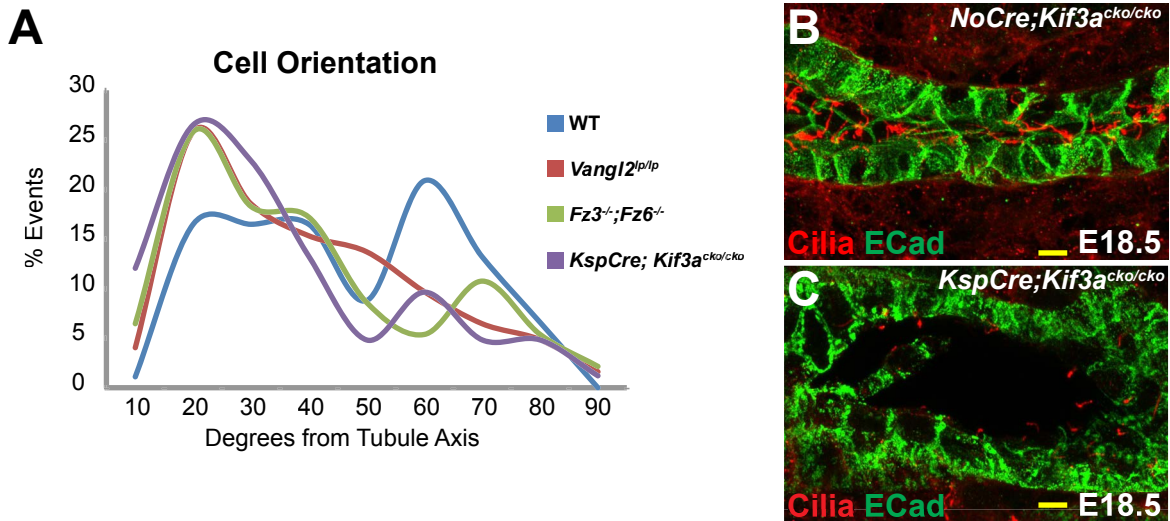 A
Cell Orientation
% Events
30
25
20
15
10
5
0
10 20 30 40 50 60 70 80 90
Degrees from Tubule Axis
WT
Vangl2lp/lp
Fz3-/-;Fz6-/-
KspCre; Kif3acko/cko
B
NoCre;Kif3acko/cko
Cilia ECad E18.5
C
KspCre;Kif3acko/cko
Cilia ECad E18.5